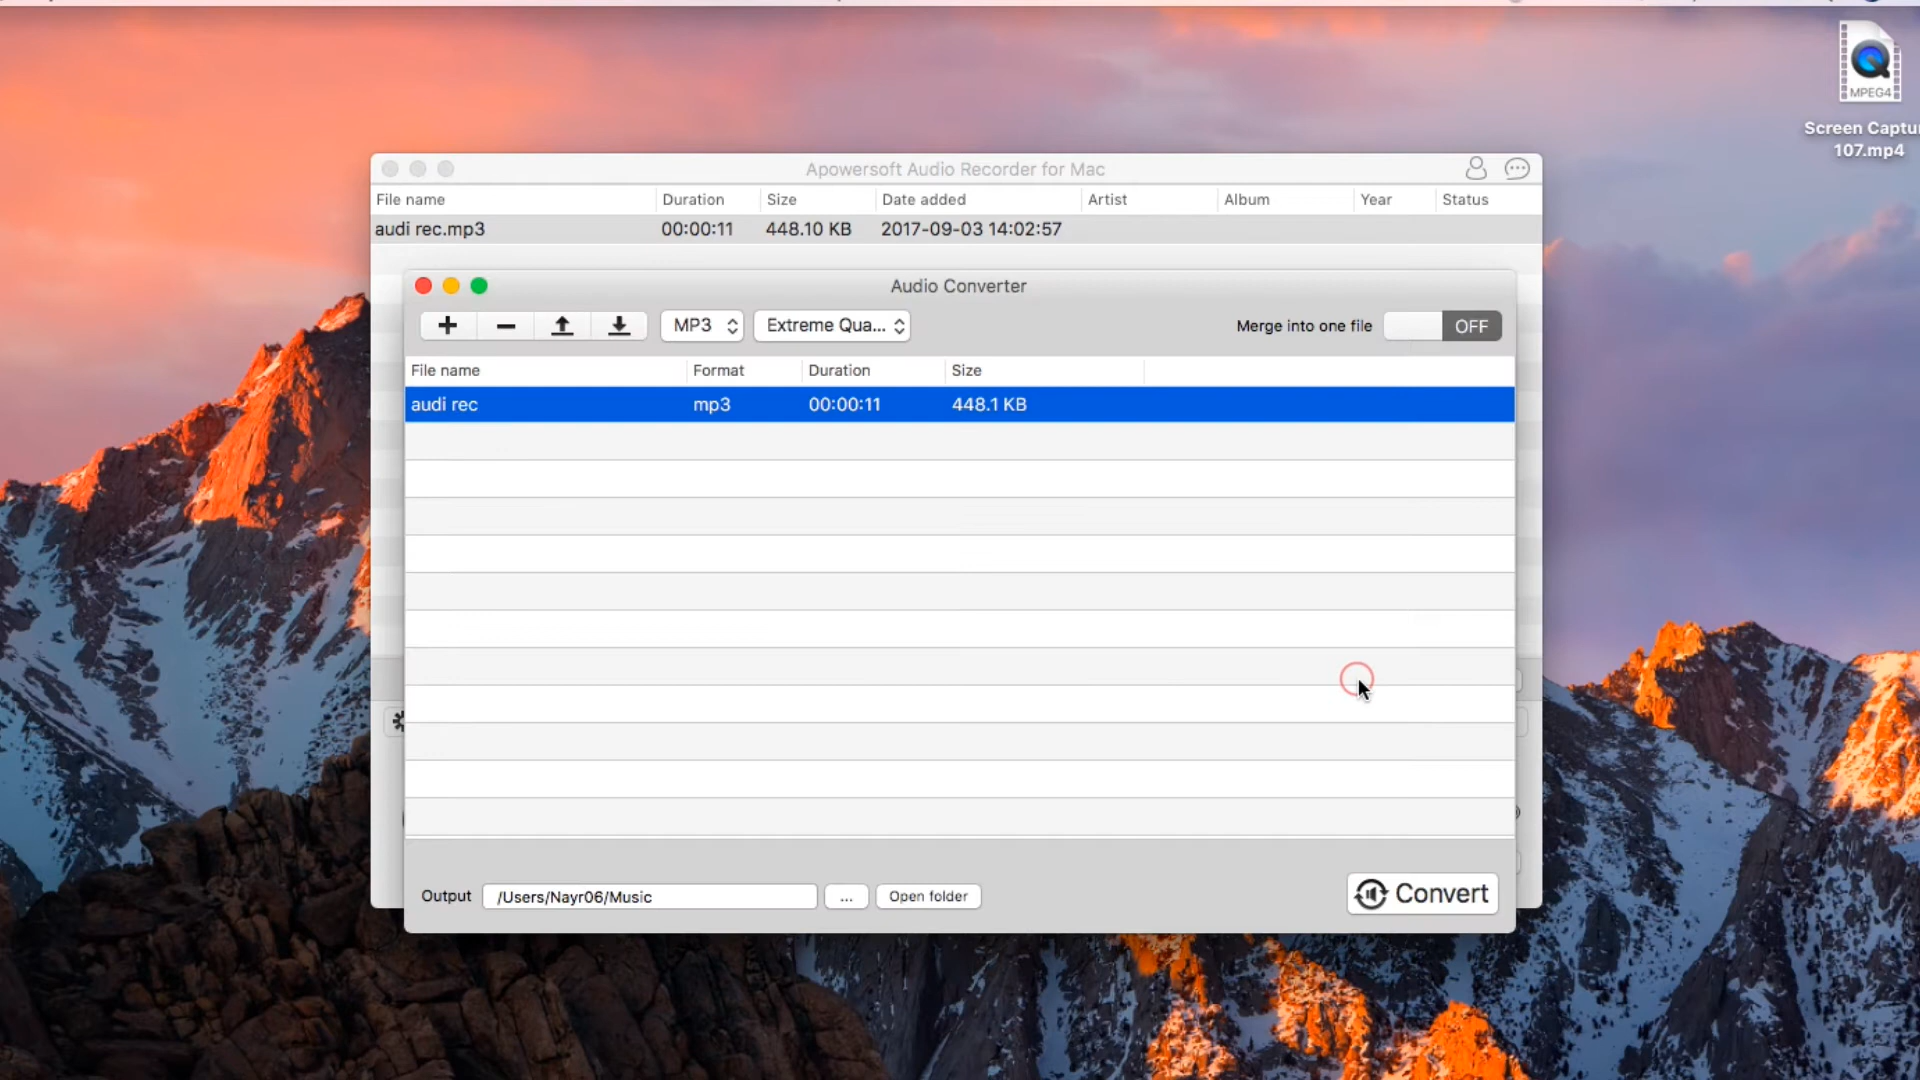 MPEG4
Screen Captu
107.mp4
Apowersoft Audio Recorder for Mac
File name Duration Size Date added Artist Album Year Status
audi rec.mp3 00:00:11 448.10 KB 2017-09-03 14:02:57
Audio Converter
MP3 Extreme Qua... Merge into one file OFF
File name Format Duration Size
audi rec mp3 00:00:11 448.1 KB
Output /Users/Nayr06/Music ... Open folder Convert